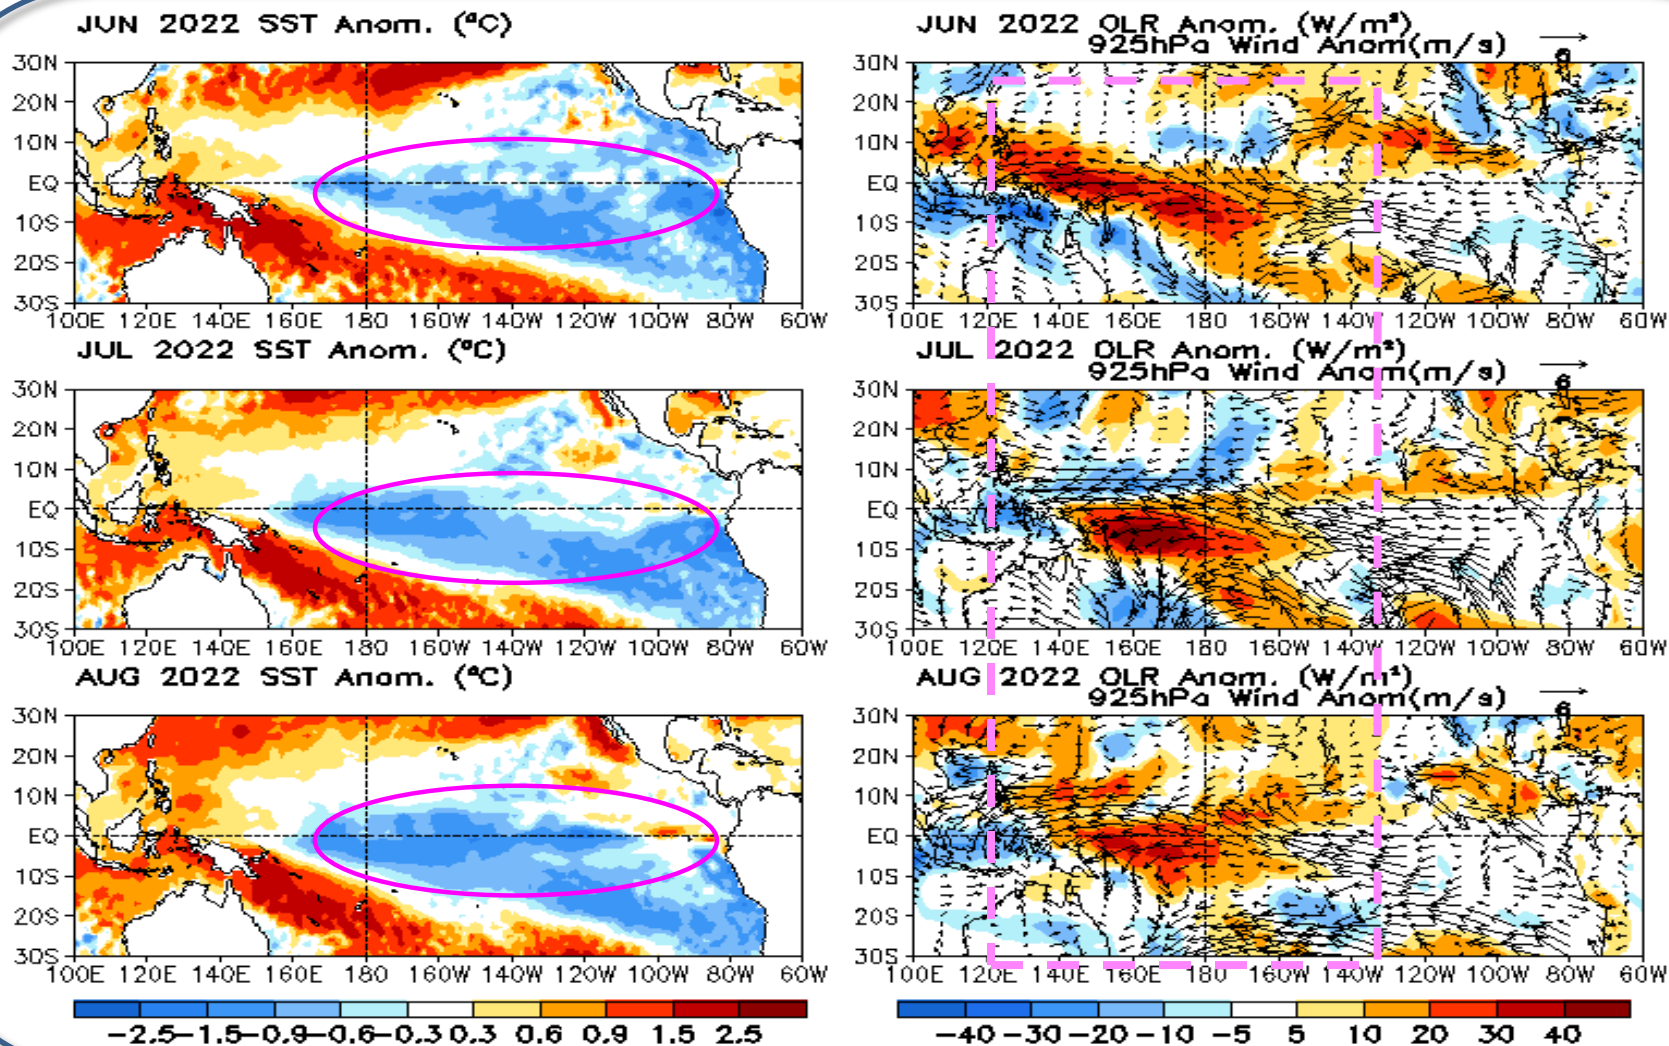 JUN 2022 SST Anom. (ºC)
30N
20N
10N
EQ
10S
20S
30S
100E 120E 140E 160E 180 160W 140W 120W 100W 80W 60W
JUN 2022 OLR Anom. (W/m²)
925hPa Wind Anom(m/s)
6
30N
20N
10N
EQ
10S
20S
30S
100E 120E 140E 160E 180 160W 140W 120W 100W 80W 60W
JUL 2022 SST Anom. (ºC)
30N
20N
10N
EQ
10S
20S
30S
100E 120E 140E 160E 180 160W 140W 120W 100W 80W 60W
JUL 2022 OLR Anom. (W/m²)
925hPa Wind Anom(m/s)
6
30N
20N
10N
EQ
10S
20S
30S
100E 120E 140E 160E 180 160W 140W 120W 100W 80W 60W
AUG 2022 SST Anom. (ºC)
30N
20N
10N
EQ
10S
20S
30S
100E 120E 140E 160E 180 160W 140W 120W 100W 80W 60W
AUG 2022 OLR Anom. (W/m²)
925hPa Wind Anom(m/s)
6
30N
20N
10N
EQ
10S
20S
30S
100E 120E 140E 160E 180 160W 140W 120W 100W 80W 60W
-2.5 -1.5 -0.9 -0.6 -0.3 0.3 0.6 0.9 1.5 2.5
-40 -30 -20 -10 -5 5 10 20 30 40